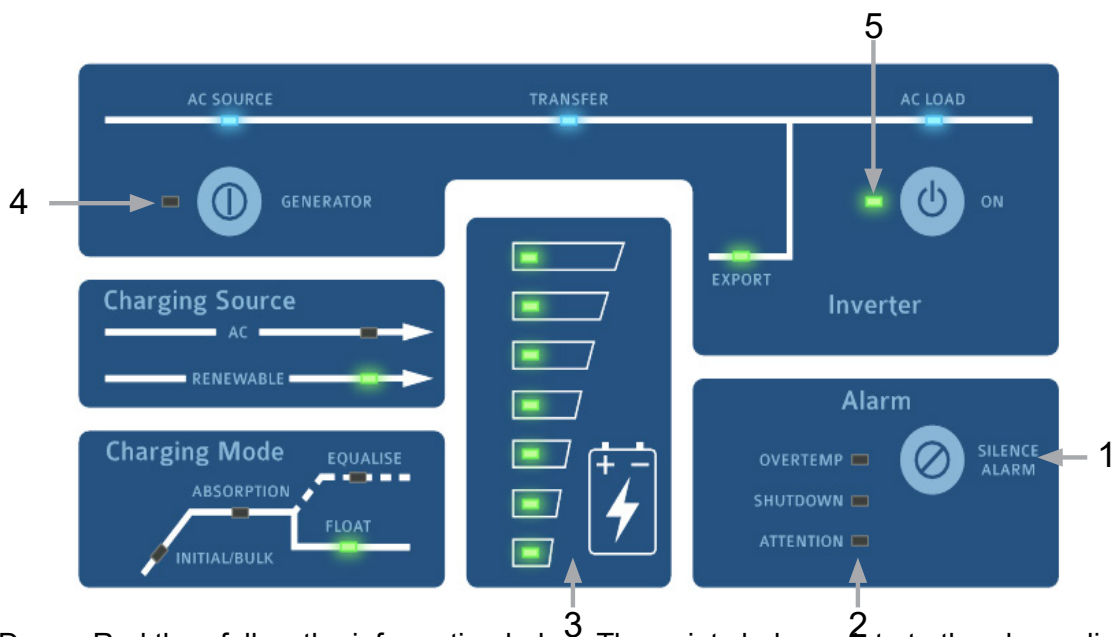 5
AC SOURCE TRANSFER AC LOAD
4 GENERATOR ON
EXPORT
Inverter
Charging Source
AC
RENEWABLE
Charging Mode
EQUALISE
ABSORPTION
FLOAT
INITIAL/BULK
Alarm
OVERTEMP
SHUTDOWN
ATTENTION
SILENCE
ALARM
1
3
2